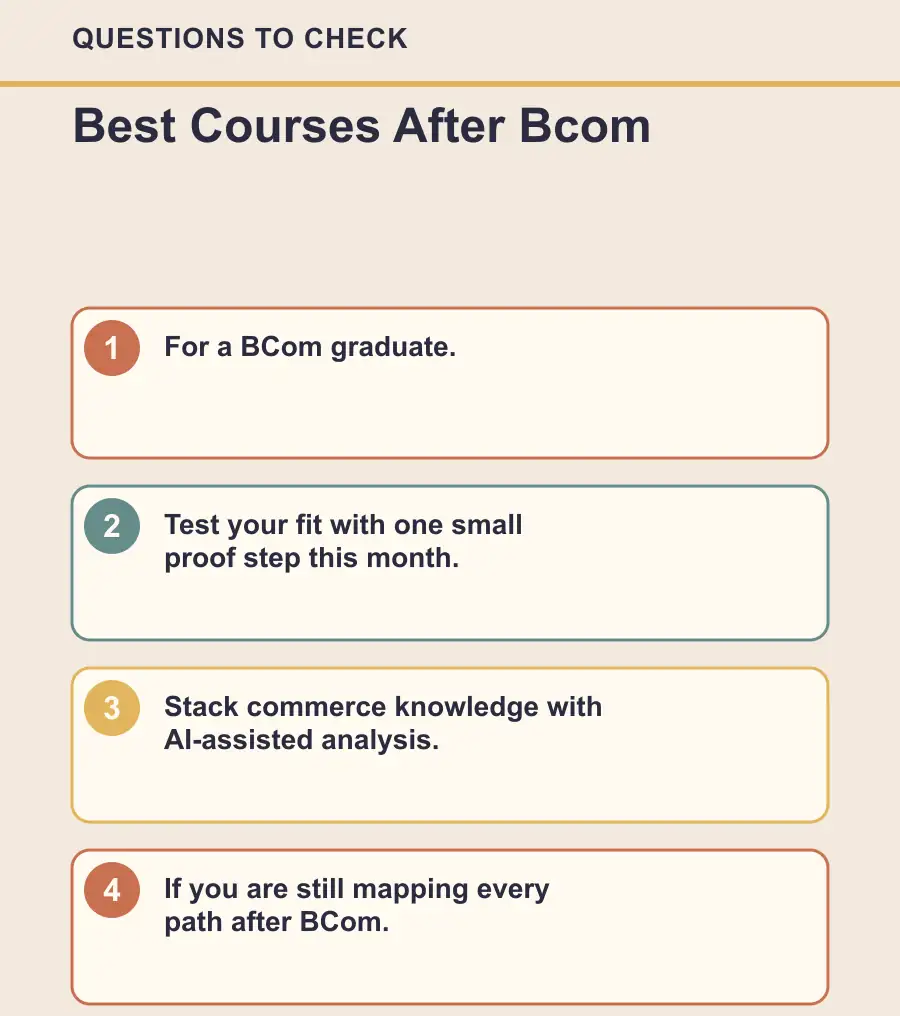 QUESTIONS TO CHECK
Best Courses After Bcom
1
For a BCom graduate.
2
Test your fit with one small
proof step this month.
3
Stack commerce knowledge with
AI-assisted analysis.
4
If you are still mapping every
path after BCom.